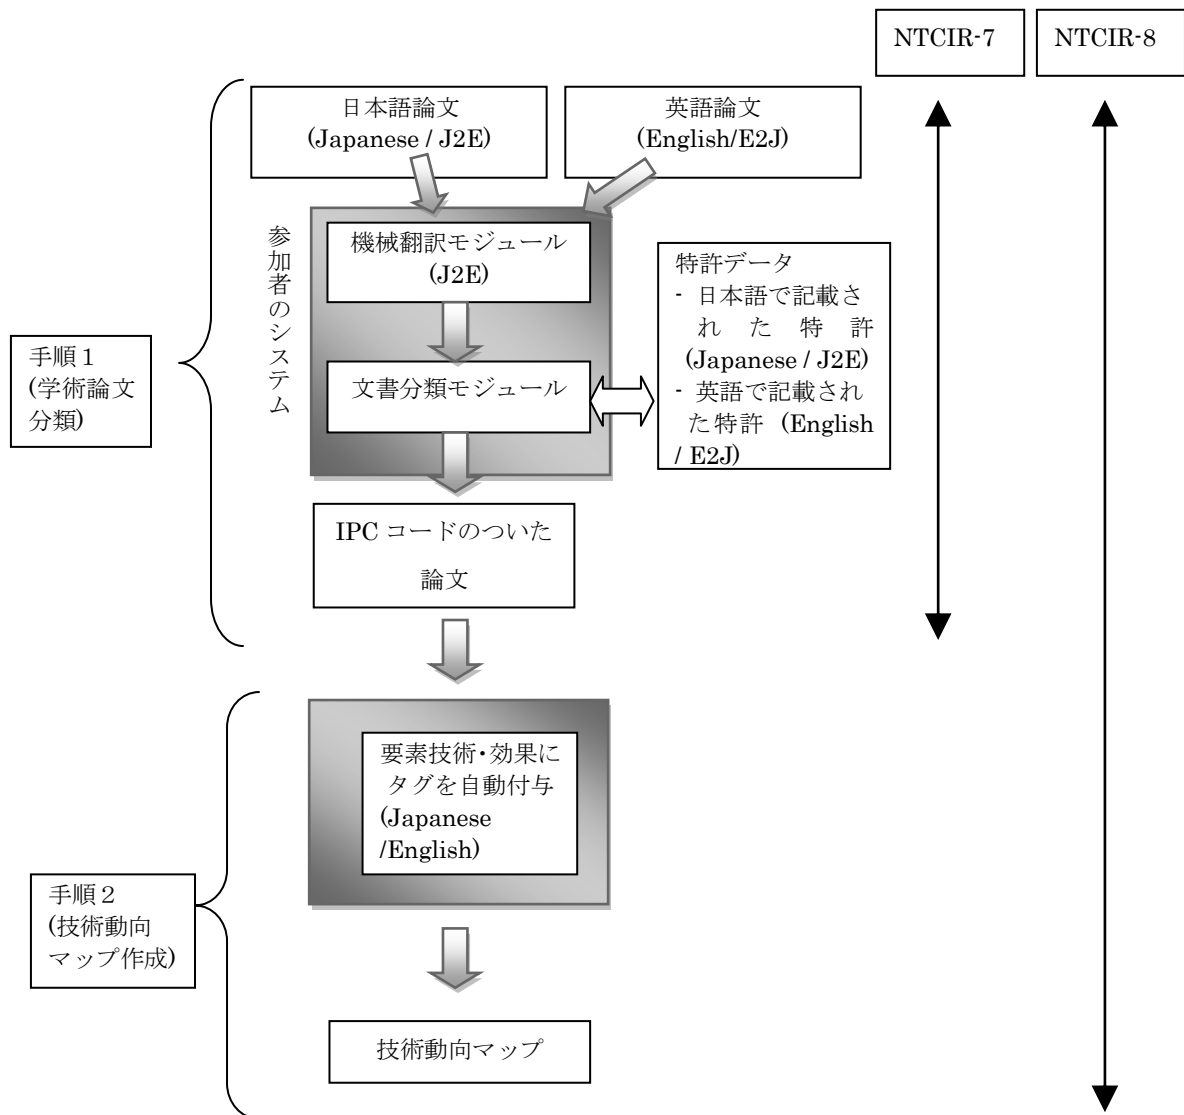 NTCIR-7
NTCIR-8
日本語論文
(Japanese / J2E)
英語論文
(English/E2J)
参加者のシステム
機械翻訳モジュール
(J2E)
文書分類モジュール
特許データ
- 日本語で記載さ
れた特許
(Japanese / J2E)
- 英語で記載され
た特許 (English
/ E2J)
手順１
(学術論文
分類)
IPC コードのついた
論文
要素技術・効果に
タグを自動付与
(Japanese
/English)
手順２
(技術動向
マップ作成)
技術動向マップ